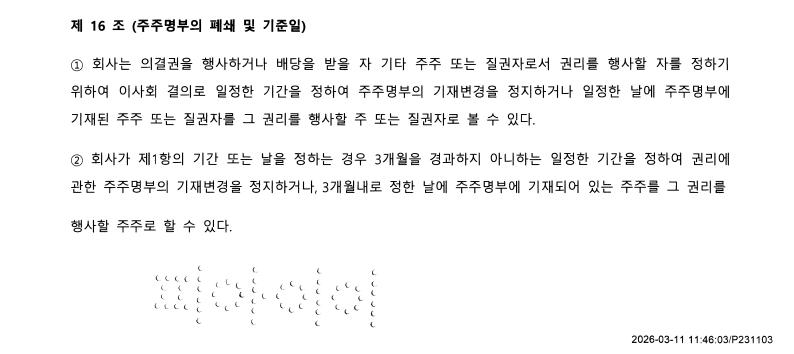 제 16 조 (주주명부의 폐쇄 및 기준일)
① 회사는 의결권을 행사하거나 배당을 받을 자 기타 주주 또는 질권자로서 권리를 행사할 자를 정하기
위하여 이사회 결의로 일정한 기간을 정하여 주주명부의 기재변경을 정지하거나 일정한 날에 주주명부에
기재된 주주 또는 질권자를 그 권리를 행사할 주 또는 질권자로 볼 수 있다.
② 회사가 제1항의 기간 또는 날을 정하는 경우 3개월을 경과하지 아니하는 일정한 기간을 정하여 권리에
관한 주주명부의 기재변경을 정지하거나, 3개월내로 정한 날에 주주명부에 기재되어 있는 주주를 그 권리를
행사할 주주로 할 수 있다.
2026-03-11 11:46:03/P231103